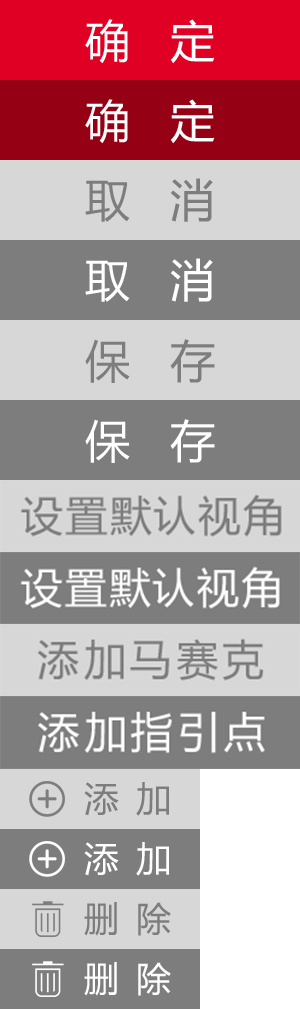 确 定
确 定
取 消
取 消
保 存
保 存
设置默认视角
设置默认视角
添加马赛克
添加指引点
添 加
添 加
删 除
删 除